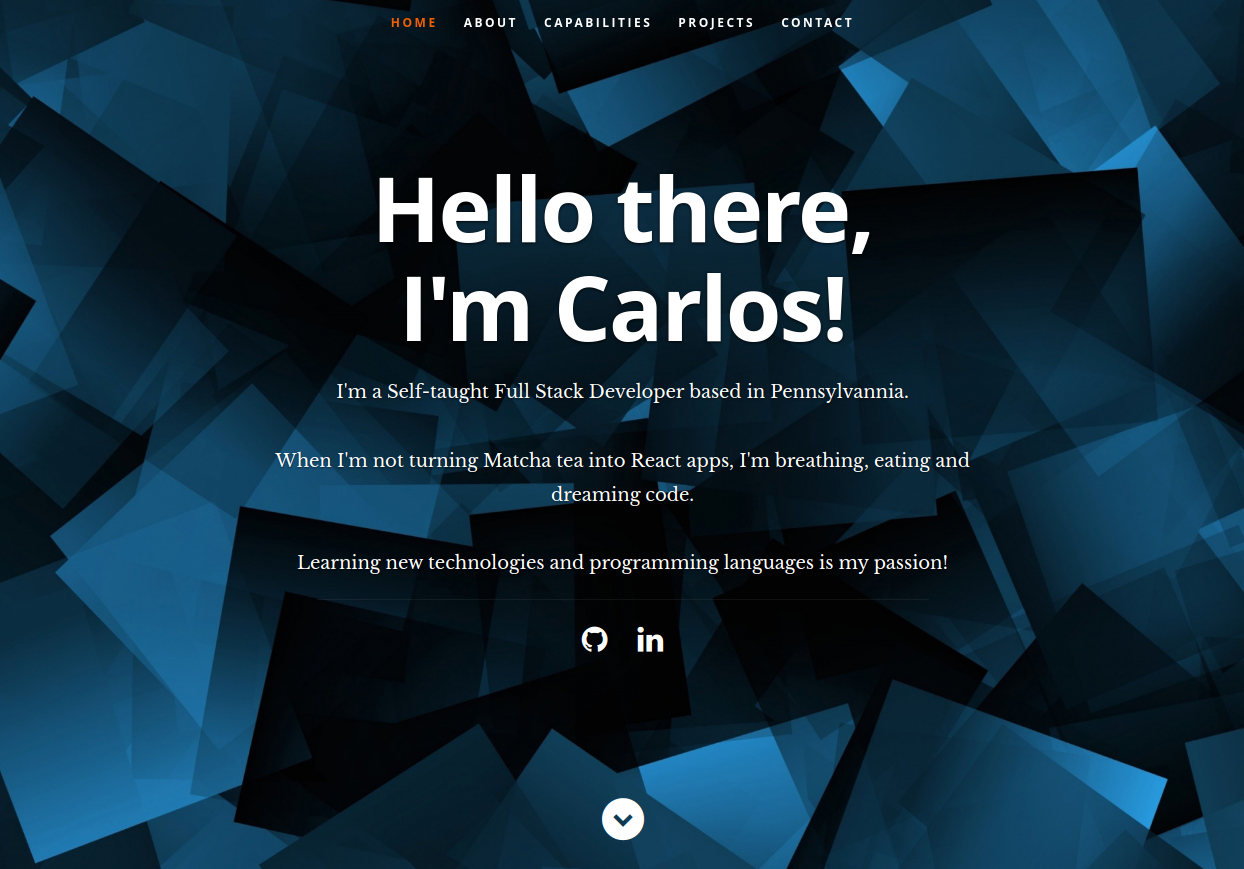 HOME ABOUT CAPABILITIES PROJECTS CONTACT
Hello there,
I'm Carlos!
I'm a Self-taught Full Stack Developer based in Pennsylvannia.
When I'm not turning Matcha tea into React apps, I'm breathing, eating and
dreaming code.
Learning new technologies and programming languages is my passion!